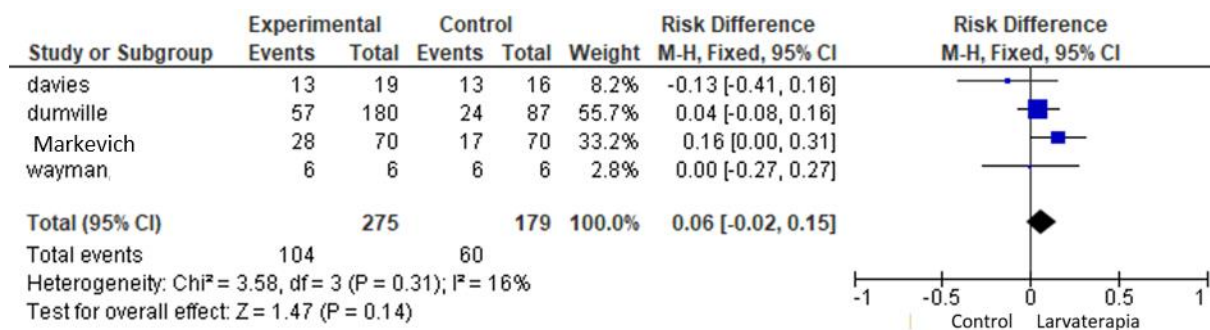 Experimental Control Risk Difference Risk Difference
Study or Subgroup Events Total Events Total Weight M-H, Fixed, 95% CI M-H, Fixed, 95% CI
davies 13 19 13 16 8.2% -0.13 [-0.41, 0.16]
dumville 57 180 24 87 55.7% 0.04 [-0.08, 0.16]
Markevich 28 70 17 70 33.2% 0.16 [0.00, 0.31]
wayman 6 6 6 6 2.8% 0.00 [-0.27, 0.27]
Total (95% CI) 275 179 100.0% 0.06 [-0.02, 0.15]
Total events 104 60
Heterogeneity: Chi² = 3.58, df = 3 (P = 0.31); I² = 16%
Test for overall effect: Z = 1.47 (P = 0.14)
-1 -0.5 0 0.5 1
Control Larvaterapia